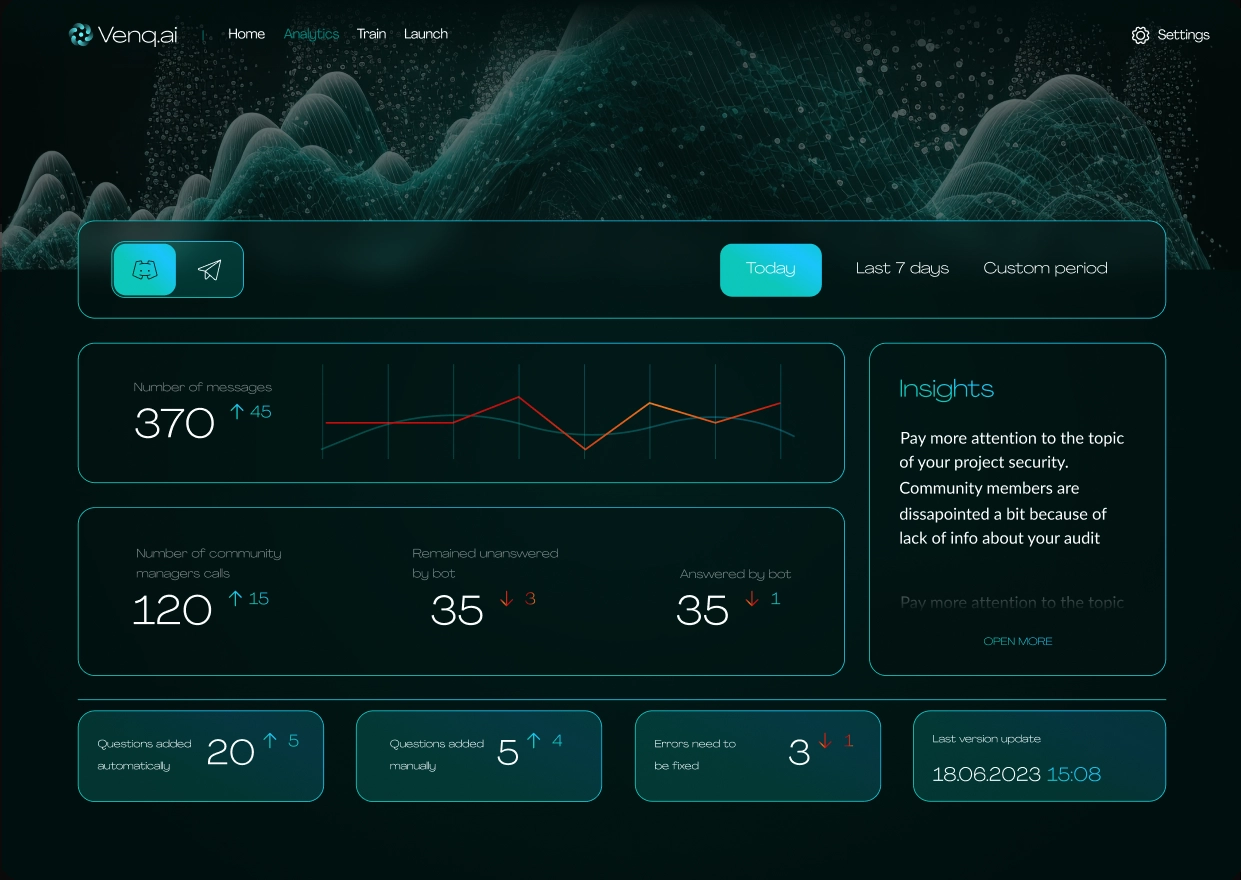 Venq.ai | Home Analytics Train Launch Settings
Today Last 7 days Custom period
Number of messages
370 ↑ 45
Number of community
managers calls
120 ↑ 15
Remained unanswered
by bot
35 ↓ 3
Answered by bot
35 ↓ 1
Insights
Pay more attention to the topic
of your project security.
Community members are
dissapointed a bit because of
lack of info about your audit
Pay more attention to the topic
OPEN MORE
Questions added
automatically
20 ↑ 5
Questions added
manually
5 ↑ 4
Errors need to
be fixed
3 ↓ 1
Last version update
18.06.2023 15:08